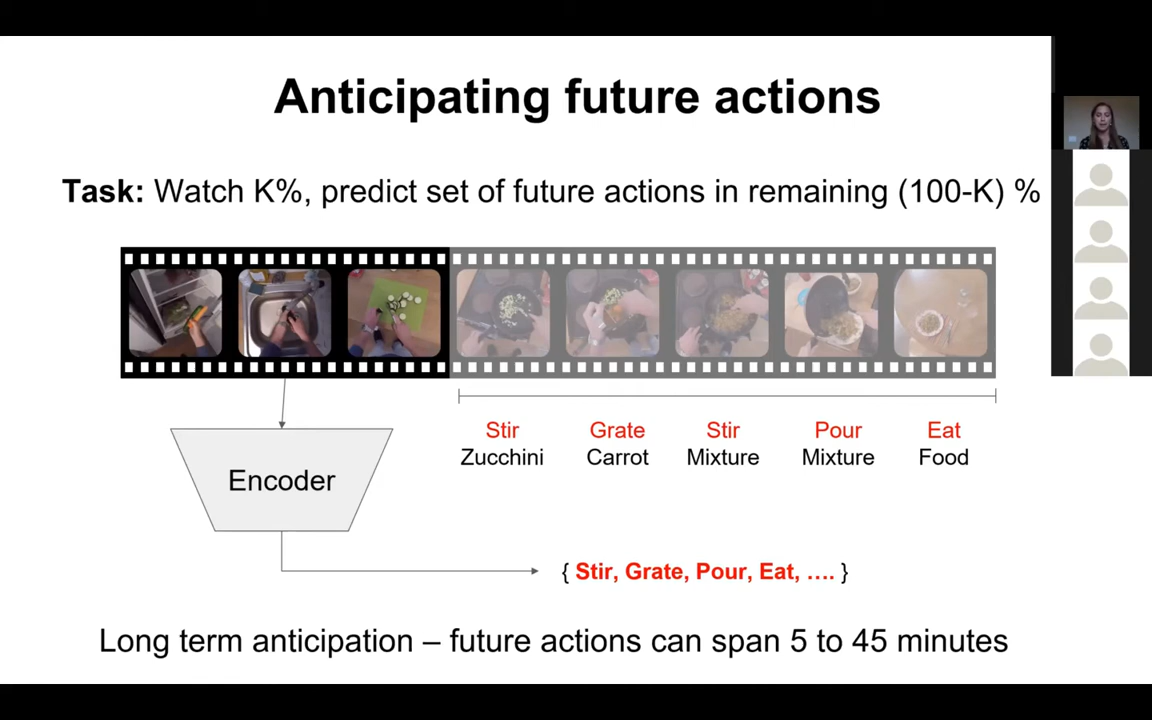 Anticipating future actions
Task: Watch K%, predict set of future actions in remaining (100-K) %
Stir Grate Stir Pour Eat
Zucchini Carrot Mixture Mixture Food
Encoder
{ Stir, Grate, Pour, Eat, .... }
Long term anticipation – future actions can span 5 to 45 minutes